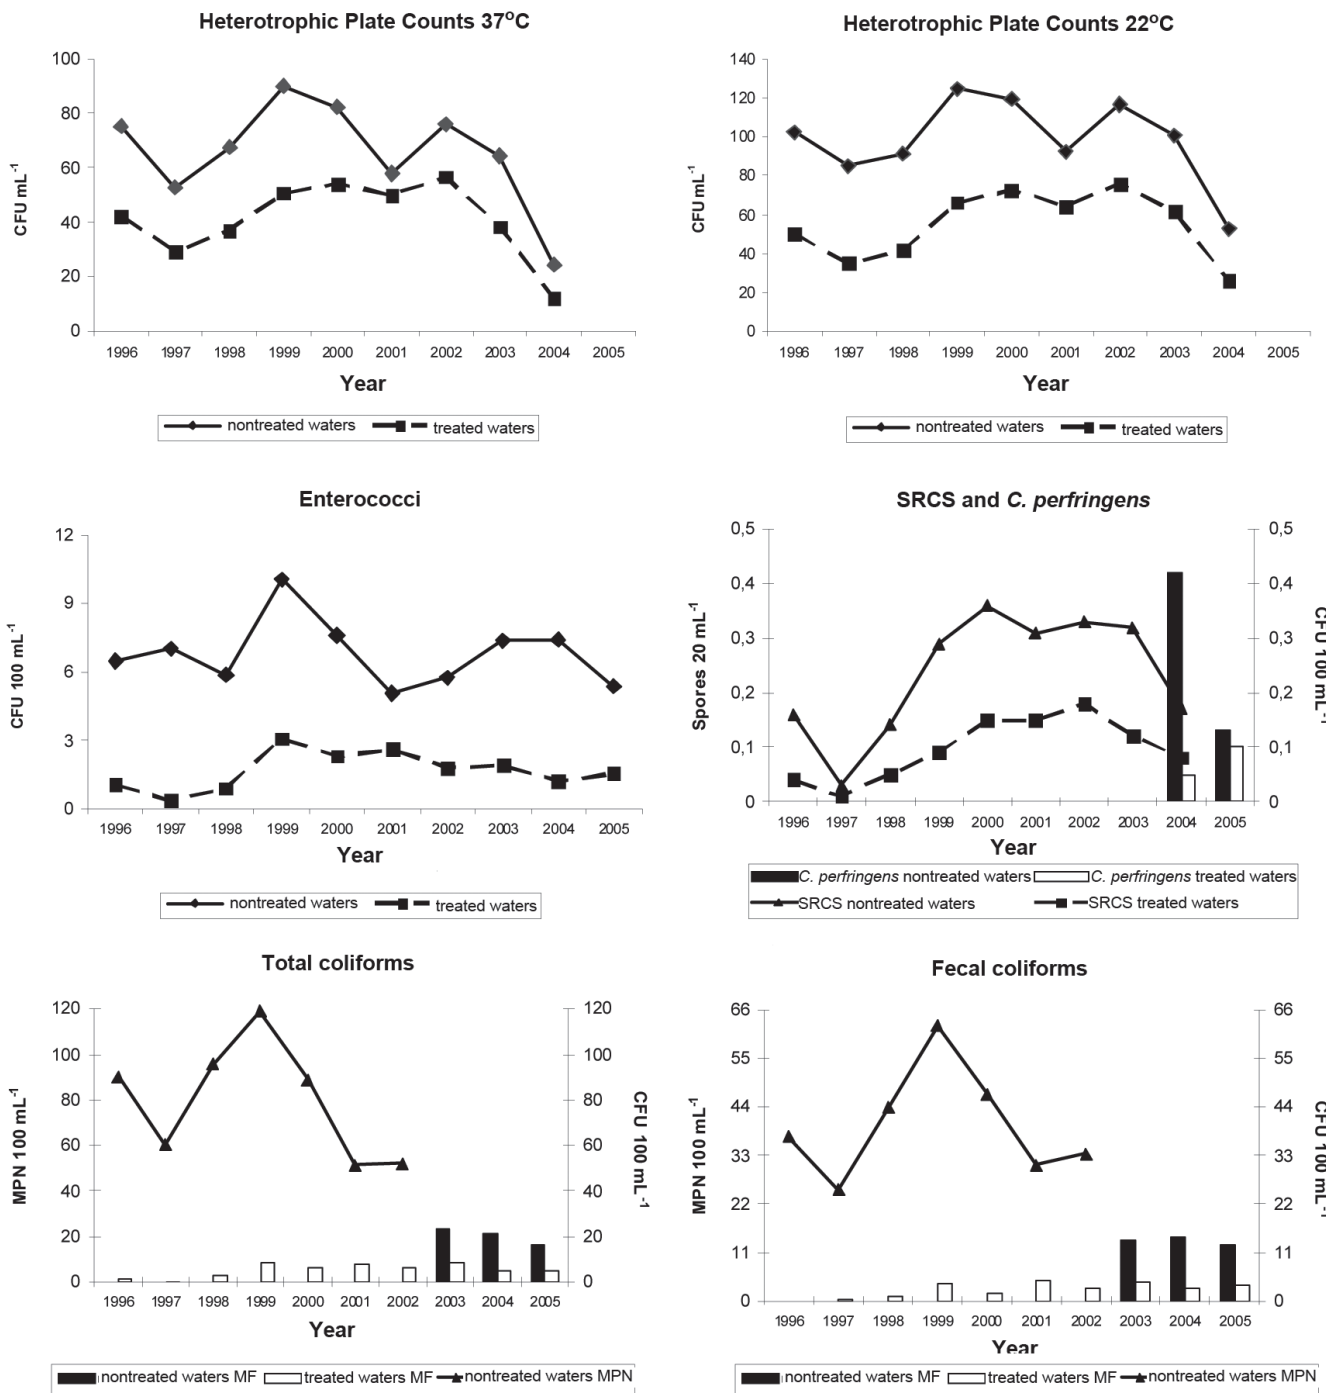 Heterotrophic Plate Counts 37°C
100
80
60
40
20
0
CFU mL-1
1996 1997 1998 1999 2000 2001 2002 2003 2004 2005
Year
nontreated waters treated waters
Heterotrophic Plate Counts 22°C
140
120
100
80
60
40
20
0
CFU mL-1
1996 1997 1998 1999 2000 2001 2002 2003 2004 2005
Year
nontreated waters treated waters
Enterococci
12
9
6
3
0
CFU 100 mL-1
1996 1997 1998 1999 2000 2001 2002 2003 2004 2005
Year
nontreated waters treated waters
SRCS and C. perfringens
0,5 0,5
0,4 0,4
0,3 0,3
0,2 0,2
0,1 0,1
0 0
Spores 20 mL-1
CFU 100 mL-1
1996 1997 1998 1999 2000 2001 2002 2003 2004 2005
Year
C. perfringens nontreated waters C. perfringens treated waters
SRCS nontreated waters SRCS treated waters
Total coliforms
120 120
100 100
80 80
60 60
40 40
20 20
0 0
MPN 100 mL-1
CFU 100 mL-1
1996 1997 1998 1999 2000 2001 2002 2003 2004 2005
Year
nontreated waters MF treated waters MF nontreated waters MPN
Fecal coliforms
66 66
55 55
44 44
33 33
22 22
11 11
0 0
MPN 100 mL-1
CFU 100 mL-1
1996 1997 1998 1999 2000 2001 2002 2003 2004 2005
Year
nontreated waters MF treated waters MF nontreated waters MPN